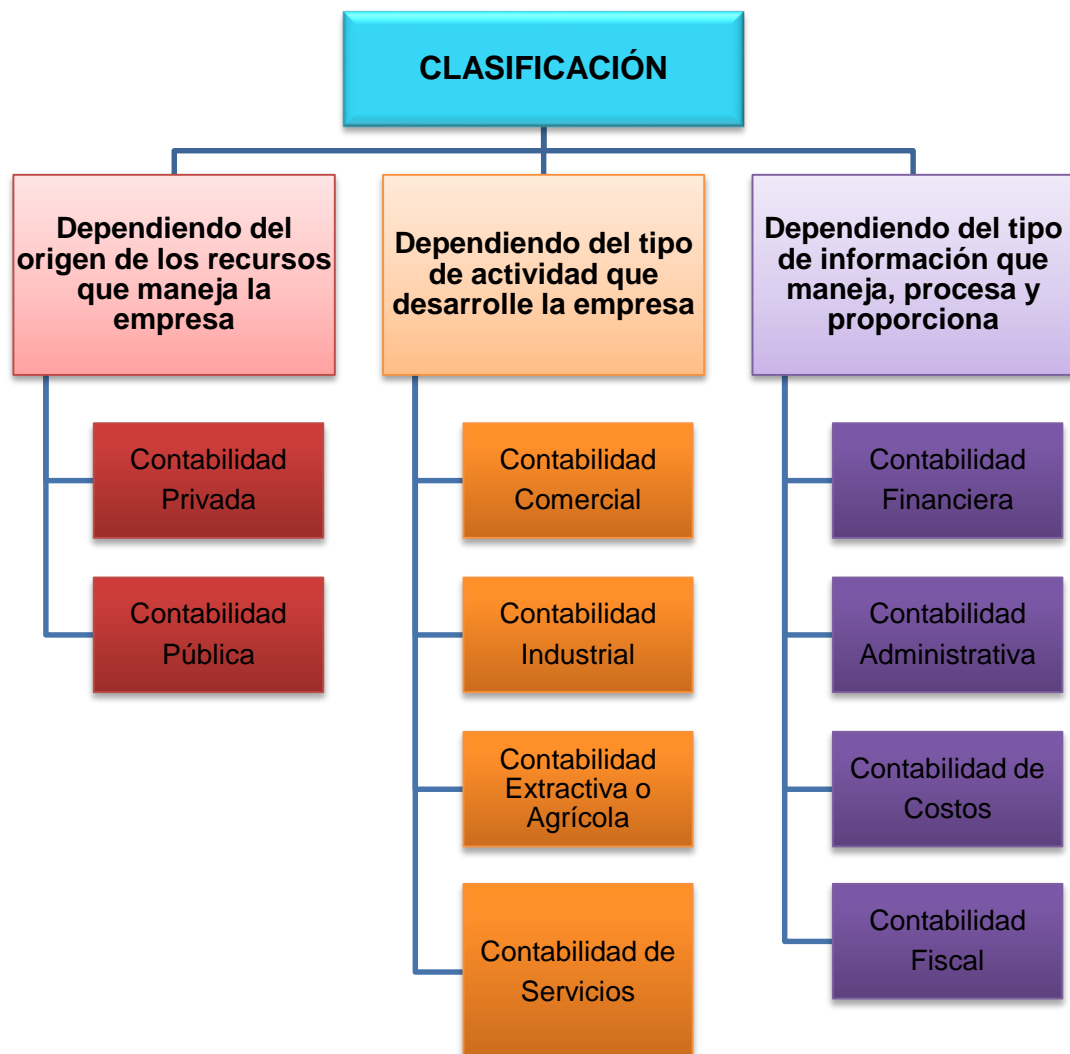 CLASIFICACIÓN
Dependiendo del
origen de los recursos
que maneja la
empresa
Contabilidad
Privada
Contabilidad
Pública
Dependiendo del tipo
de actividad que
desarrolle la empresa
Contabilidad
Comercial
Contabilidad
Industrial
Contabilidad
Extractiva o
Agrícola
Contabilidad de
Servicios
Dependiendo del tipo
de información que
maneja, procesa y
proporciona
Contabilidad
Financiera
Contabilidad
Administrativa
Contabilidad de
Costos
Contabilidad
Fiscal